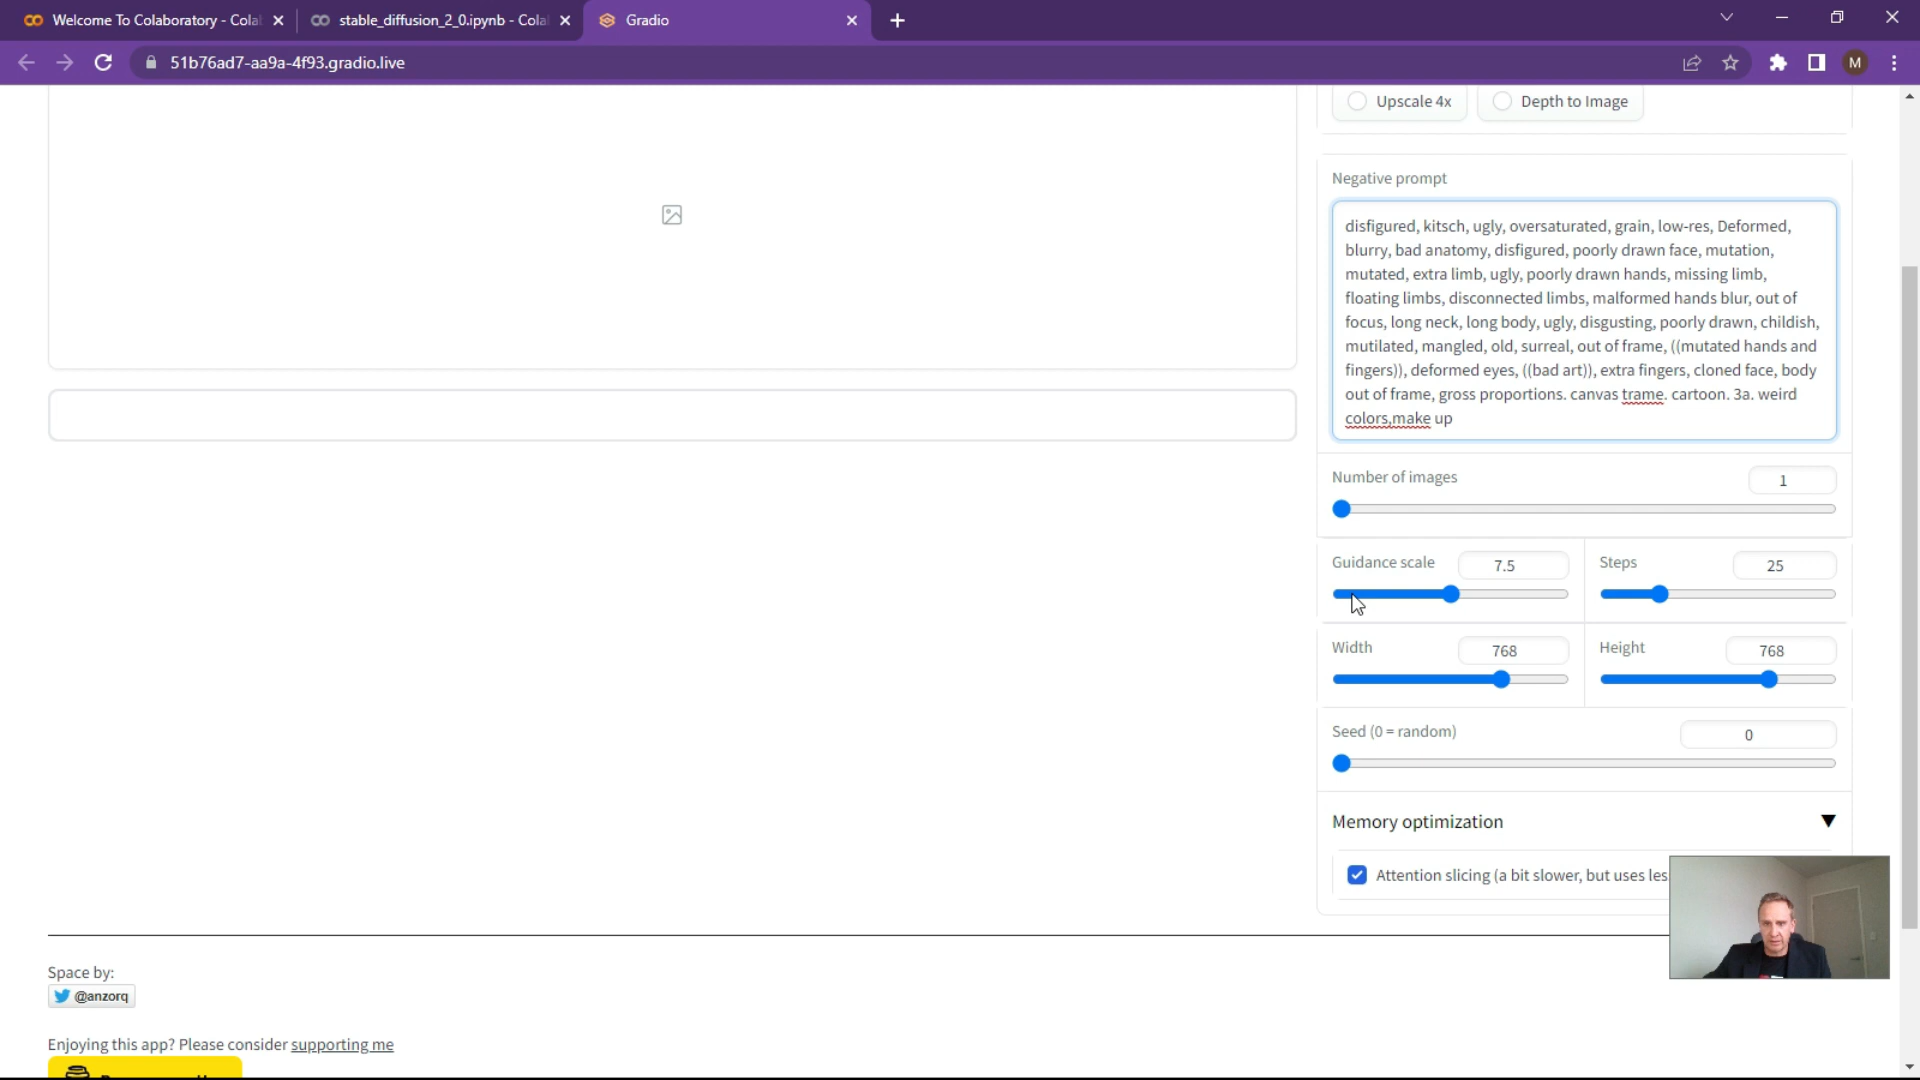 Welcome To Colaboratory - Cola
stable_diffusion_2_0.ipynb - Cola
Gradio
51b76ad7-aa9a-4f93.gradio.live
M
Upscale 4x
Depth to Image
Negative prompt
disfigured, kitsch, ugly, oversaturated, grain, low-res, Deformed,
blurry, bad anatomy, disfigured, poorly drawn face, mutation,
mutated, extra limb, ugly, poorly drawn hands, missing limb,
floating limbs, disconnected limbs, malformed hands blur, out of
focus, long neck, long body, ugly, disgusting, poorly drawn, childish,
mutilated, mangled, old, surreal, out of frame, ((mutated hands and
fingers)), deformed eyes, ((bad art)), extra fingers, cloned face, body
out of frame, gross proportions. canvas trame. cartoon. 3a. weird
colors,make up
Number of images
1
Guidance scale
7.5
Steps
25
Width
768
Height
768
Seed (0 = random)
0
Memory optimization
Attention slicing (a bit slower, but uses les
Space by:
@anzorq
Enjoying this app? Please consider supporting me